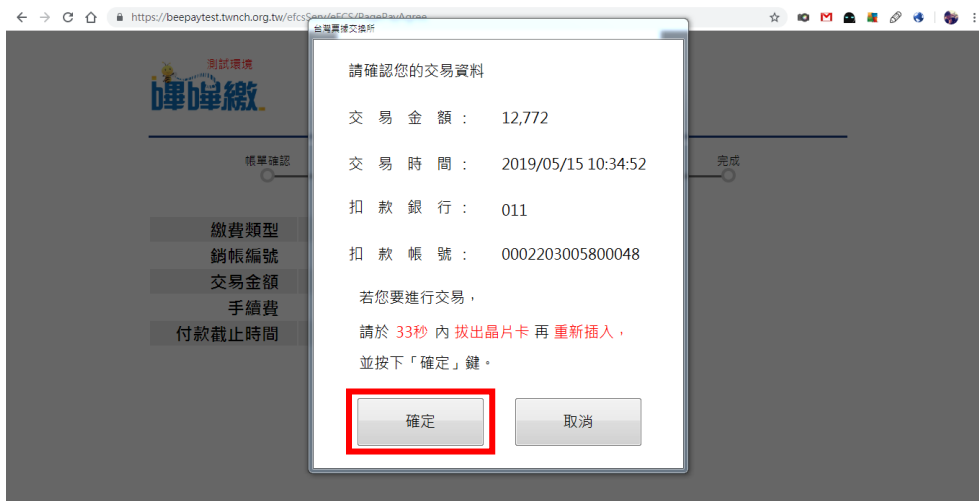 https://beepaytest.twnch.org.tw/efcsServ/eFCS/PagePayAgree
台灣票據交換所
測試環境
嗶嗶繳
帳單確認
完成
請確認您的交易資料
交易金額: 12,772
交易時間: 2019/05/15 10:34:52
扣款銀行: 011
扣款帳號: 0002203005800048
繳費類型
銷帳編號
交易金額
手續費
付款截止時間
若您要進行交易，
請於 33秒 內 拔出晶片卡 再 重新插入，
並按下「確定」鍵。
確定
取消